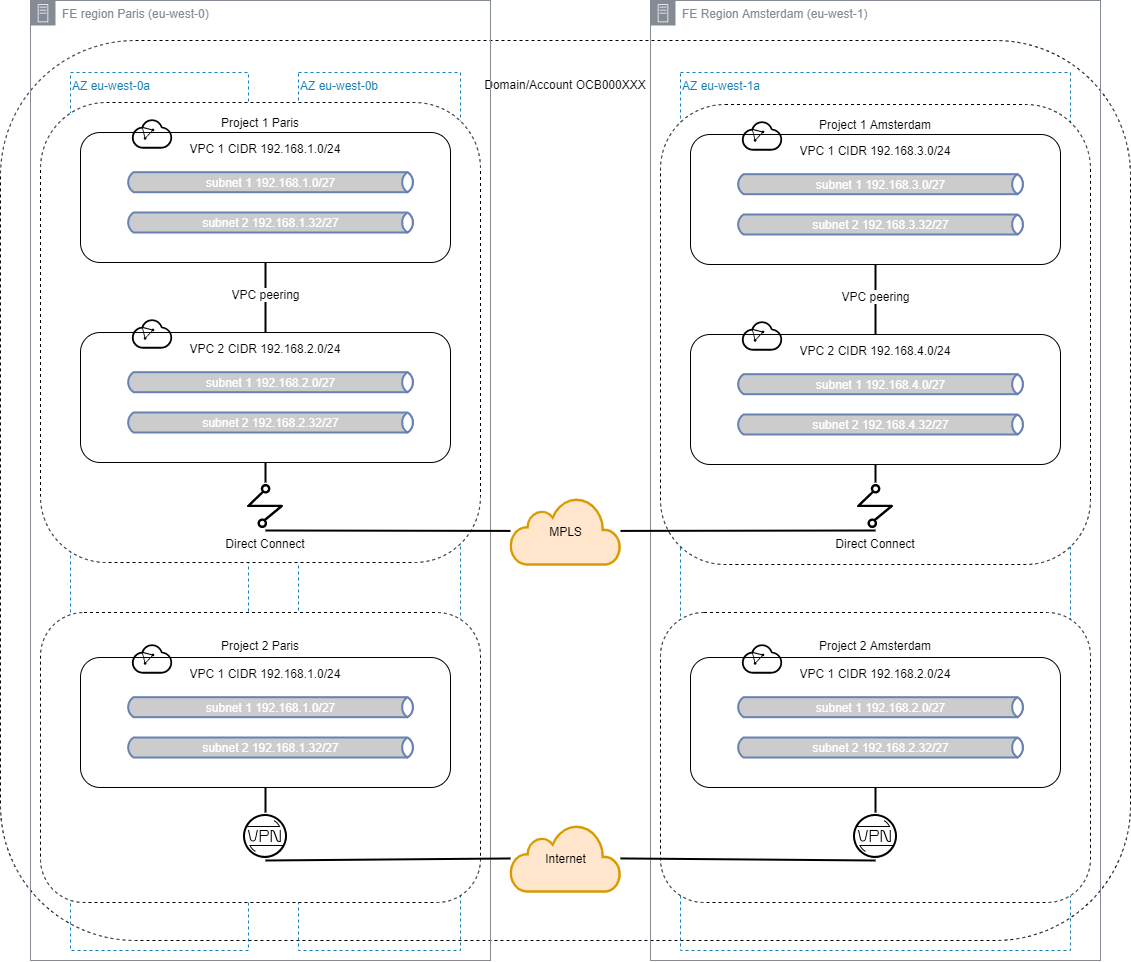 FE region Paris (eu-west-0)
FE Region Amsterdam (eu-west-1)
AZ eu-west-0a
AZ eu-west-0b
Domain/Account OCB000XXX
AZ eu-west-1a
Project 1 Paris
VPC 1 CIDR 192.168.1.0/24
subnet 1 192.168.1.0/27
subnet 2 192.168.1.32/27
VPC peering
VPC 2 CIDR 192.168.2.0/24
subnet 1 192.168.2.0/27
subnet 2 192.168.2.32/27
Direct Connect
Project 1 Amsterdam
VPC 1 CIDR 192.168.3.0/24
subnet 1 192.168.3.0/27
subnet 2 192.168.3.32/27
VPC peering
VPC 2 CIDR 192.168.4.0/24
subnet 1 192.168.4.0/27
subnet 2 192.168.4.32/27
Direct Connect
MPLS
Project 2 Paris
VPC 1 CIDR 192.168.1.0/24
subnet 1 192.168.1.0/27
subnet 2 192.168.1.32/27
VPN
Project 2 Amsterdam
VPC 1 CIDR 192.168.2.0/24
subnet 1 192.168.2.0/27
subnet 2 192.168.2.32/27
VPN
Internet